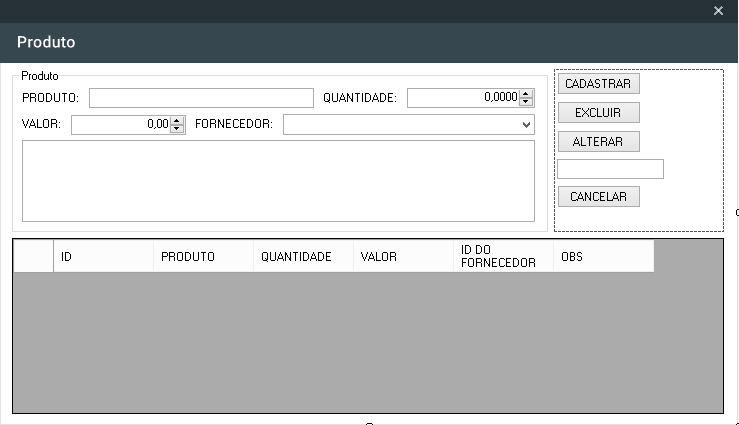 Produto
Produto
PRODUTO:
QUANTIDADE: 0,0000
VALOR: 0,00 FORNECEDOR:
CADASTRAR
EXCLUIR
ALTERAR
CANCELAR
ID PRODUTO QUANTIDADE VALOR ID DO FORNECEDOR OBS